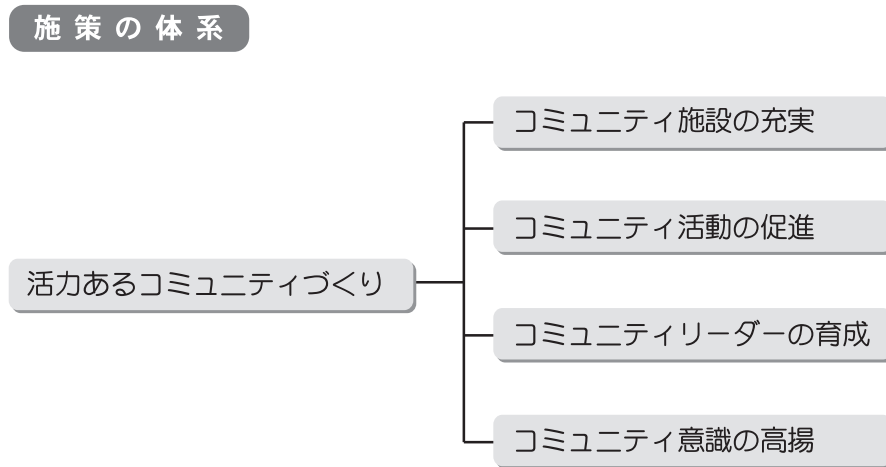 施策の体系
コミュニティ施設の充実
コミュニティ活動の促進
活力あるコミュニティづくり
コミュニティリーダーの育成
コミュニティ意識の高揚